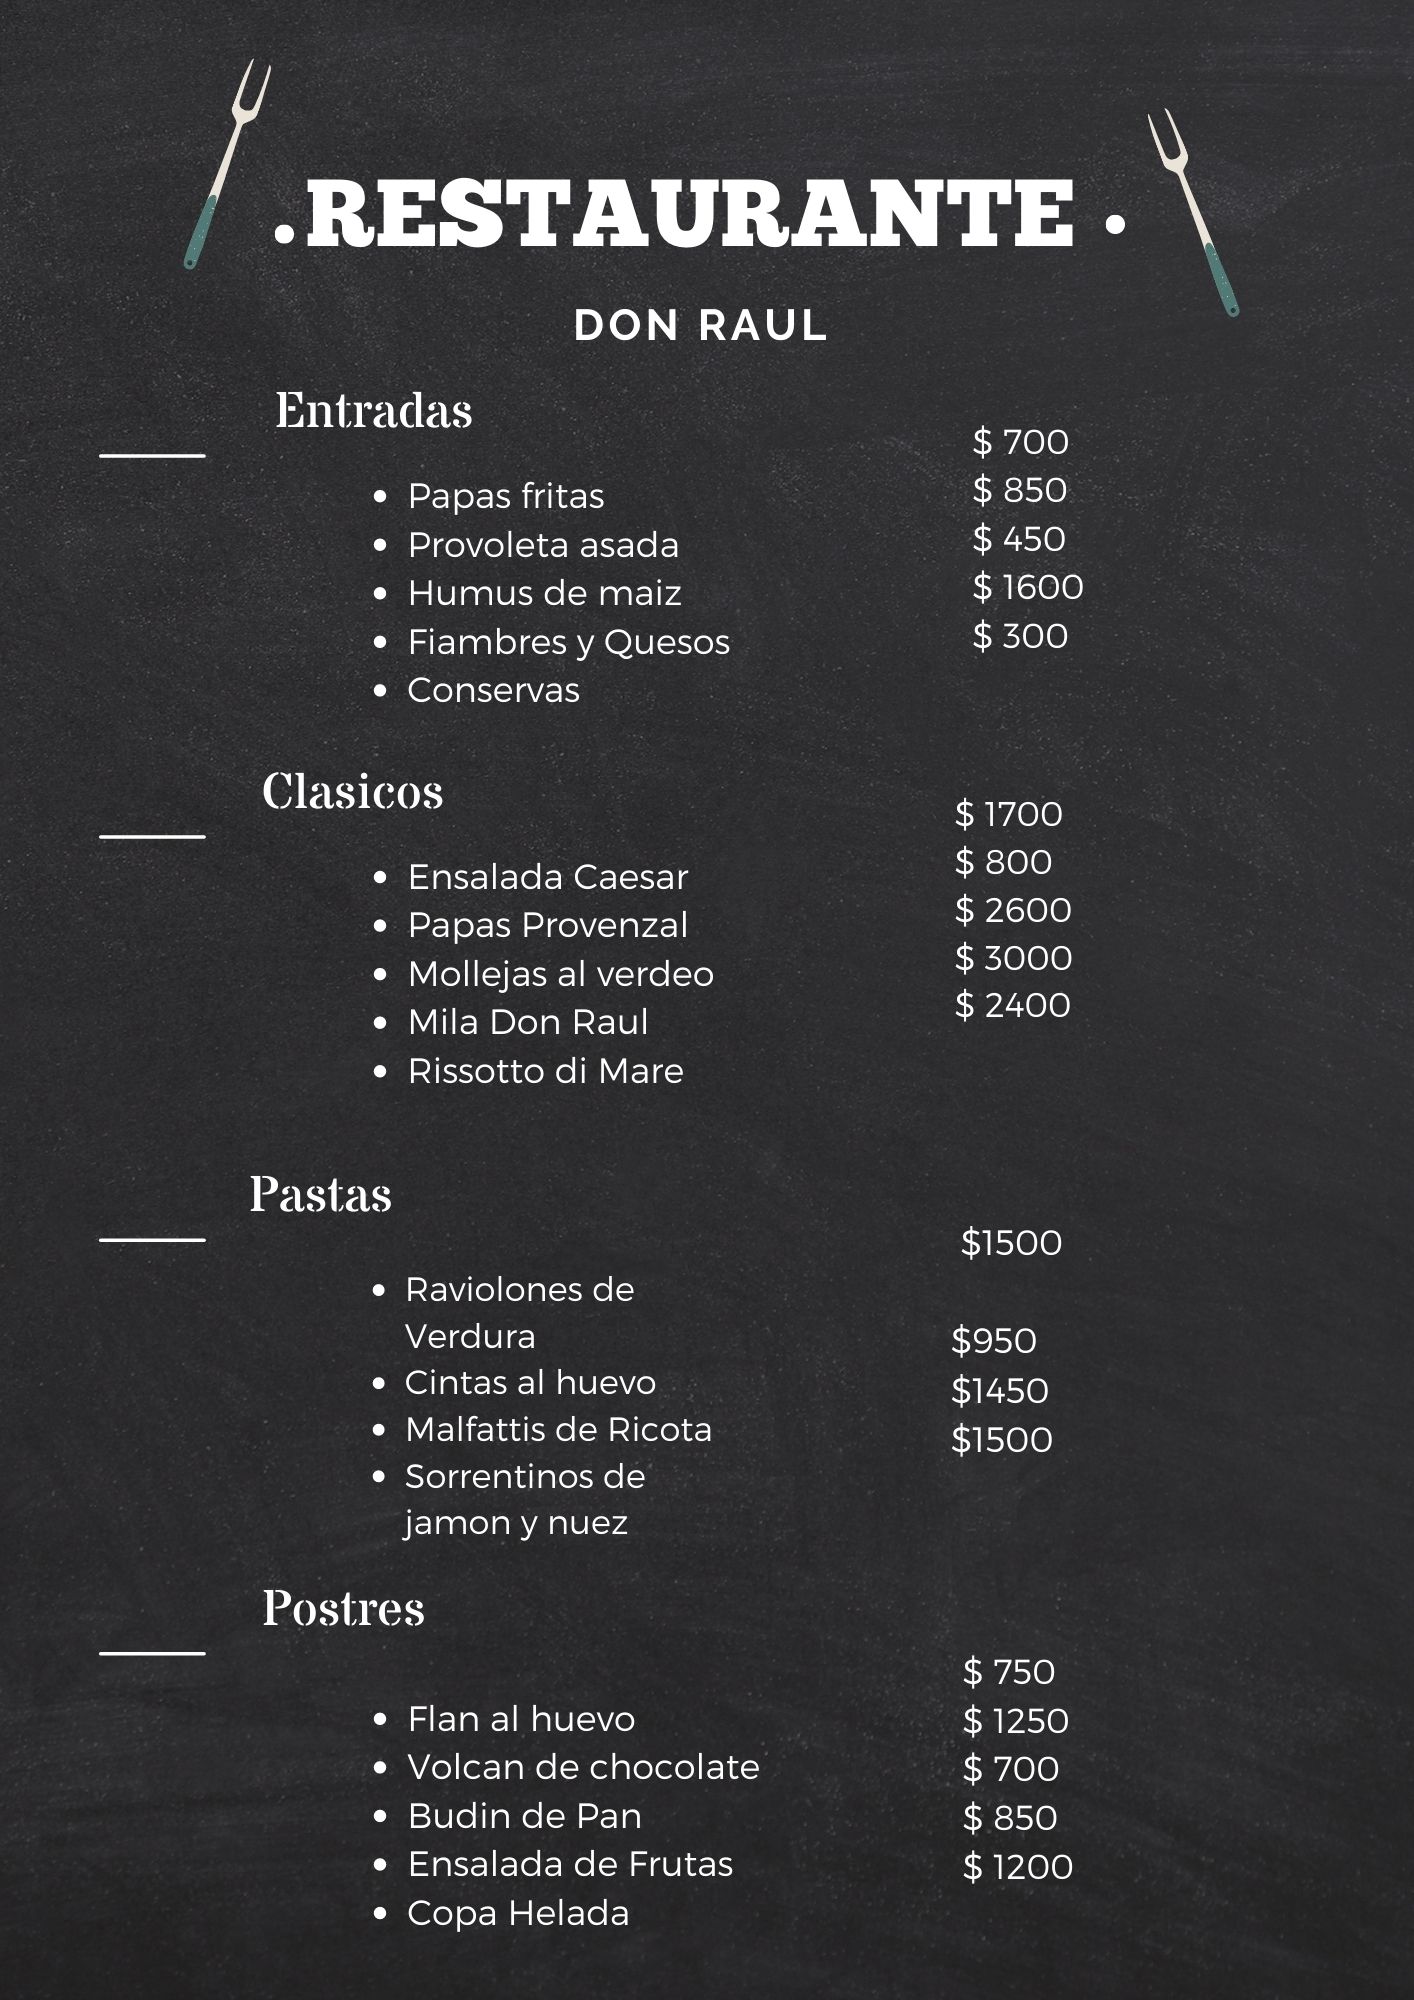 .RESTAURANTE .
DON RAUL
Entradas
• Papas fritas
• Provoleta asada
• Humus de maiz
• Fiambres y Quesos
• Conservas
$ 700
$ 850
$ 450
$ 1600
$ 300
Clasicos
• Ensalada Caesar
• Papas Provenzal
• Mollejas al verdeo
• Mila Don Raul
• Rissotto di Mare
$ 1700
$ 800
$ 2600
$ 3000
$ 2400
Pastas
• Raviolones de
Verdura
• Cintas al huevo
• Malfattis de Ricota
• Sorrentinos de
jamon y nuez
$1500
$950
$1450
$1500
Postres
• Flan al huevo
• Volcan de chocolate
• Budin de Pan
• Ensalada de Frutas
• Copa Helada
$ 750
$ 1250
$ 700
$ 850
$ 1200